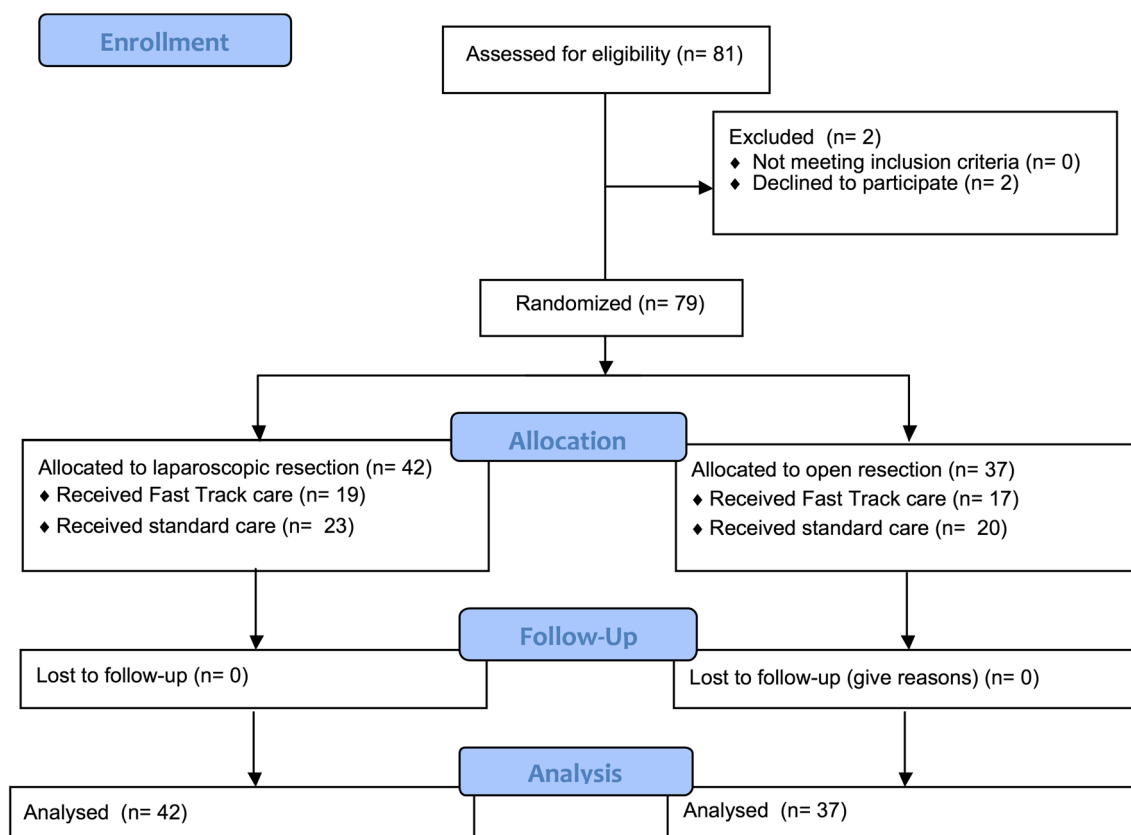 Enrollment
Assessed for eligibility (n= 81)
Excluded  (n= 2)
♦ Not meeting inclusion criteria (n= 0)
♦ Declined to participate (n= 2)
Randomized (n= 79)
Allocation
Allocated to laparoscopic resection (n= 42)
♦ Received Fast Track care (n= 19)
♦ Received standard care (n=  23)
Allocated to open resection (n= 37)
♦ Received Fast Track care (n= 17)
♦ Received standard care (n=  20)
Follow-Up
Lost to follow-up (n= 0)
Lost to follow-up (give reasons) (n= 0)
Analysis
Analysed  (n= 42)
Analysed  (n= 37)